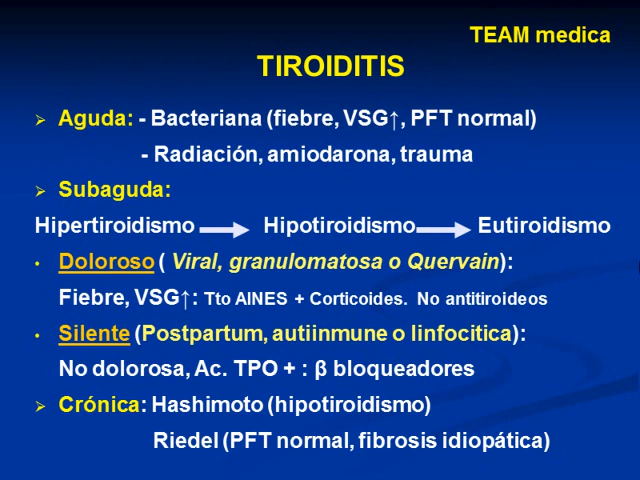 TEAM medica
TIROIDITIS
➢ Aguda: - Bacteriana (fiebre, VSG↑, PFT normal)
- Radiación, amiodarona, trauma
➢ Subaguda:
Hipertiroidismo → Hipotiroidismo → Eutiroidismo
• Doloroso ( Viral, granulomatosa o Quervain):
Fiebre, VSG↑: Tto AINES + Corticoides. No antitiroideos
• Silente (Postpartum, autiinmune o linfocitica):
No dolorosa, Ac. TPO + : β bloqueadores
➢ Crónica: Hashimoto (hipotiroidismo)
Riedel (PFT normal, fibrosis idiopática)